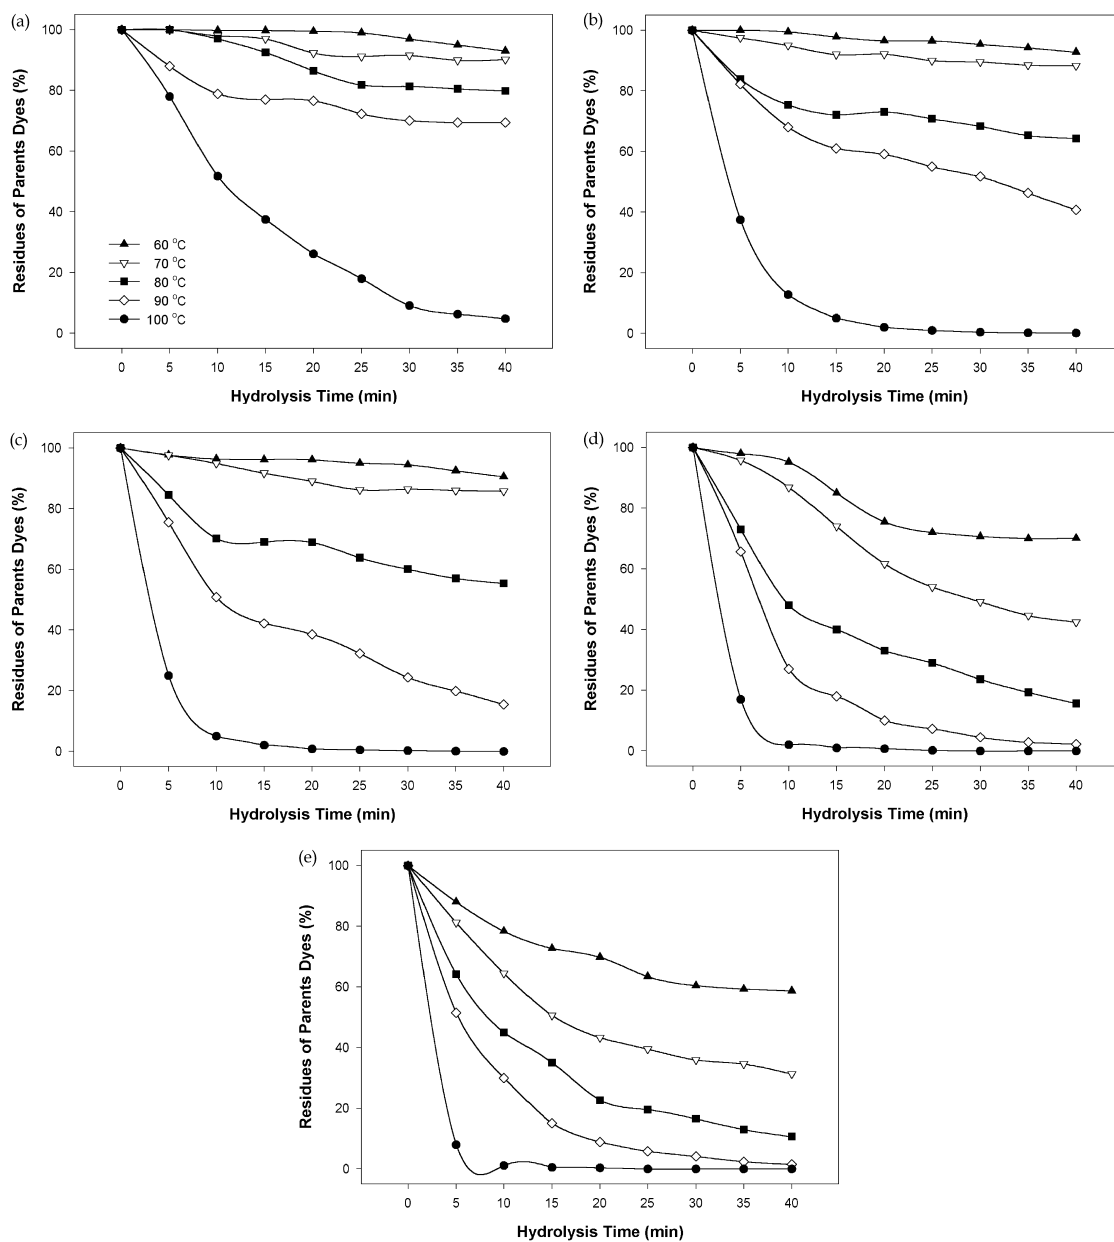 (a)
100
80
60
40
20
0
Residues of Parents Dyes (%)
60 °C
70 °C
80 °C
90 °C
100 °C
0 5 10 15 20 25 30 35 40
Hydrolysis Time (min)
(b)
100
80
60
40
20
0
Residues of Parents Dyes (%)
0 5 10 15 20 25 30 35 40
Hydrolysis Time (min)
(c)
100
80
60
40
20
0
Residues of Parents Dyes (%)
0 5 10 15 20 25 30 35 40
Hydrolysis Time (min)
(d)
100
80
60
40
20
0
Residues of Parents Dyes (%)
0 5 10 15 20 25 30 35 40
Hydrolysis Time (min)
(e)
100
80
60
40
20
0
Residues of Parents Dyes (%)
0 5 10 15 20 25 30 35 40
Hydrolysis Time (min)